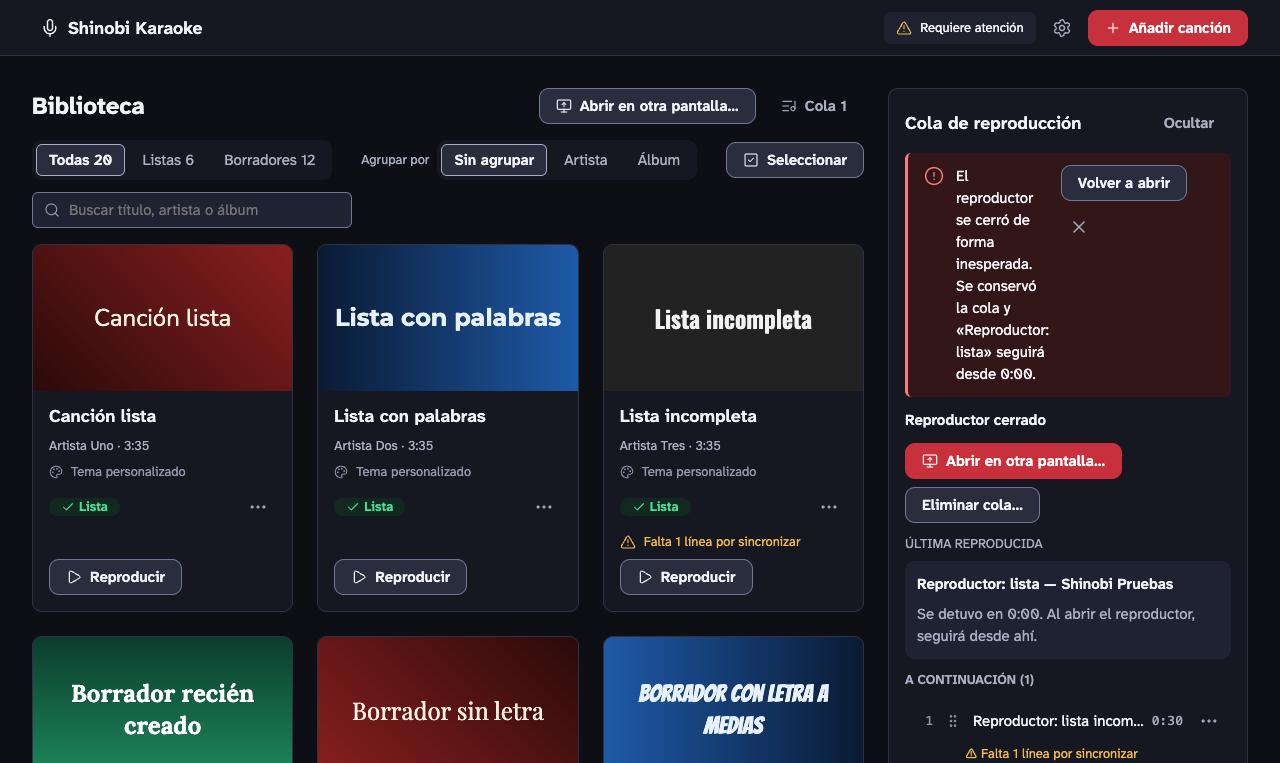 Shinobi Karaoke
Requiere atención
Añadir canción
Biblioteca
Abrir en otra pantalla...
Cola 1
Todas 20
Listas 6
Borradores 12
Agrupar por
Sin agrupar
Artista
Álbum
Seleccionar
Buscar título, artista o álbum
Canción lista
Canción lista
Artista Uno · 3:35
Tema personalizado
Lista
Reproducir
Lista con palabras
Lista con palabras
Artista Dos · 3:35
Tema personalizado
Lista
Reproducir
Lista incompleta
Lista incompleta
Artista Tres · 3:35
Tema personalizado
Lista
Falta 1 línea por sincronizar
Reproducir
Borrador recién
creado
Borrador sin letra
BORRADOR CON LETRA A
MEDIAS
Cola de reproducción
Ocultar
El
reproductor
se cerró de
forma
inesperada.
Se conservó
la cola y
«Reproductor:
lista» seguirá
desde 0:00.
Volver a abrir
Reproductor cerrado
Abrir en otra pantalla...
Eliminar cola...
ÚLTIMA REPRODUCIDA
Reproductor: lista — Shinobi Pruebas
Se detuvo en 0:00. Al abrir el reproductor,
seguirá desde ahí.
A CONTINUACIÓN (1)
1
Reproductor: lista incom...
0:30
Falta 1 línea por sincronizar